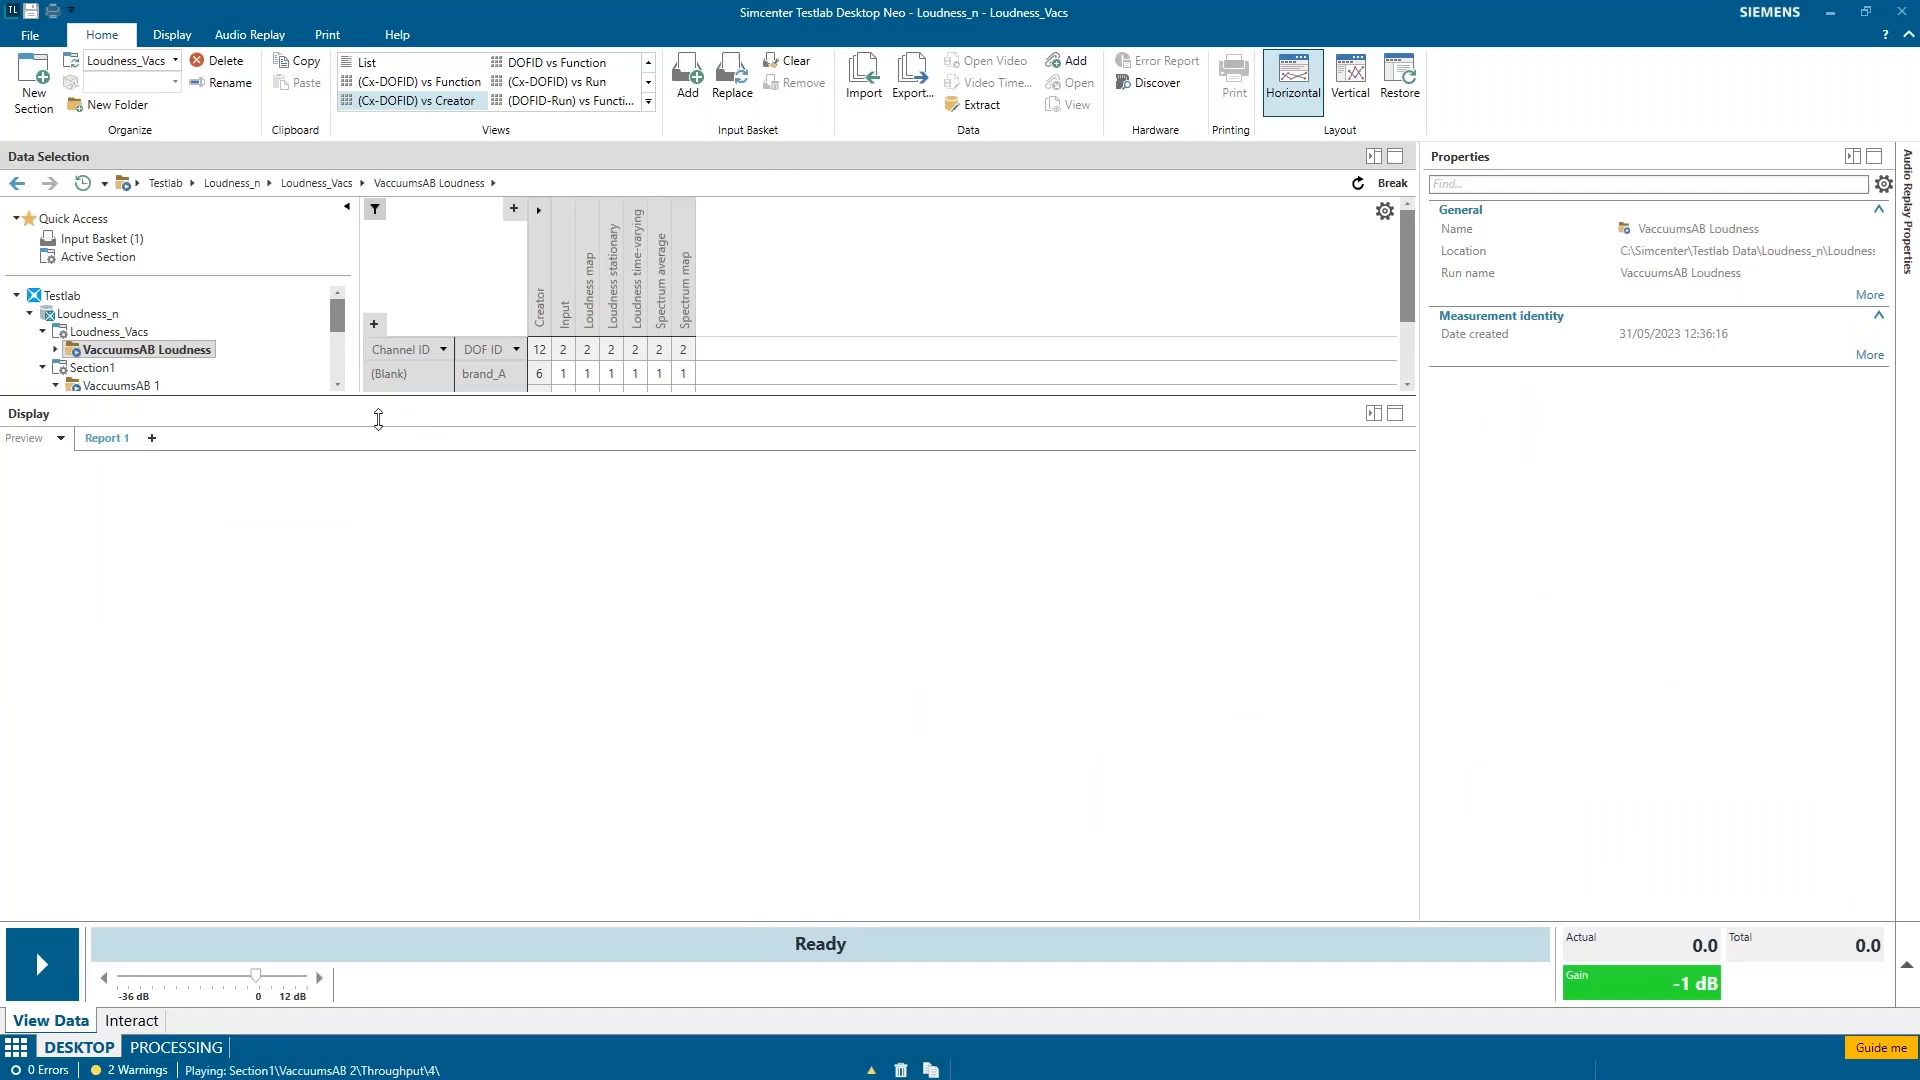 TL
Simcenter Testlab Desktop Neo - Loudness_n - Loudness_Vacs
SIEMENS
File
Home
Display
Audio Replay
Print
Help
?
New Section
Loudness_Vacs
Delete
Rename
New Folder
Organize
Copy
Paste
Clipboard
List
(Cx-DOFID) vs Function
(Cx-DOFID) vs Creator
DOFID vs Function
(Cx-DOFID) vs Run
(DOFID-Run) vs Functi...
Views
Add
Replace
Clear
Remove
Input Basket
Import
Export...
Open Video
Video Time...
Extract
Add
Open
View
Data
Error Report
Discover
Hardware
Print
Printing
Horizontal
Vertical
Restore
Layout
Data Selection
Testlab
Loudness_n
Loudness_Vacs
VaccuumsAB Loudness
Break
Quick Access
Input Basket (1)
Active Section
Testlab
Loudness_n
Loudness_Vacs
VaccuumsAB Loudness
Section1
VaccuumsAB 1
Creator
Input
Loudness map
Loudness stationary
Loudness time-varying
Spectrum average
Spectrum map
Channel ID DOF ID 12 2 2 2 2 2 2
(Blank) brand_A 6 1 1 1 1 1 1
Properties
Find...
General
Name VaccuumsAB Loudness
Location C:\Simcenter\Testlab Data\Loudness_n\Loudness
Run name VaccuumsAB Loudness
More
Measurement identity
Date created 31/05/2023 12:36:16
More
Audio Replay Properties
Display
Preview
Report 1
+
Ready
-36 dB 0 12 dB
Actual 0.0
Total 0.0
Gain -1 dB
View Data
Interact
DESKTOP
PROCESSING
Guide me
0 Errors
2 Warnings
Playing: Section1\VaccuumsAB 2\Throughput\4\